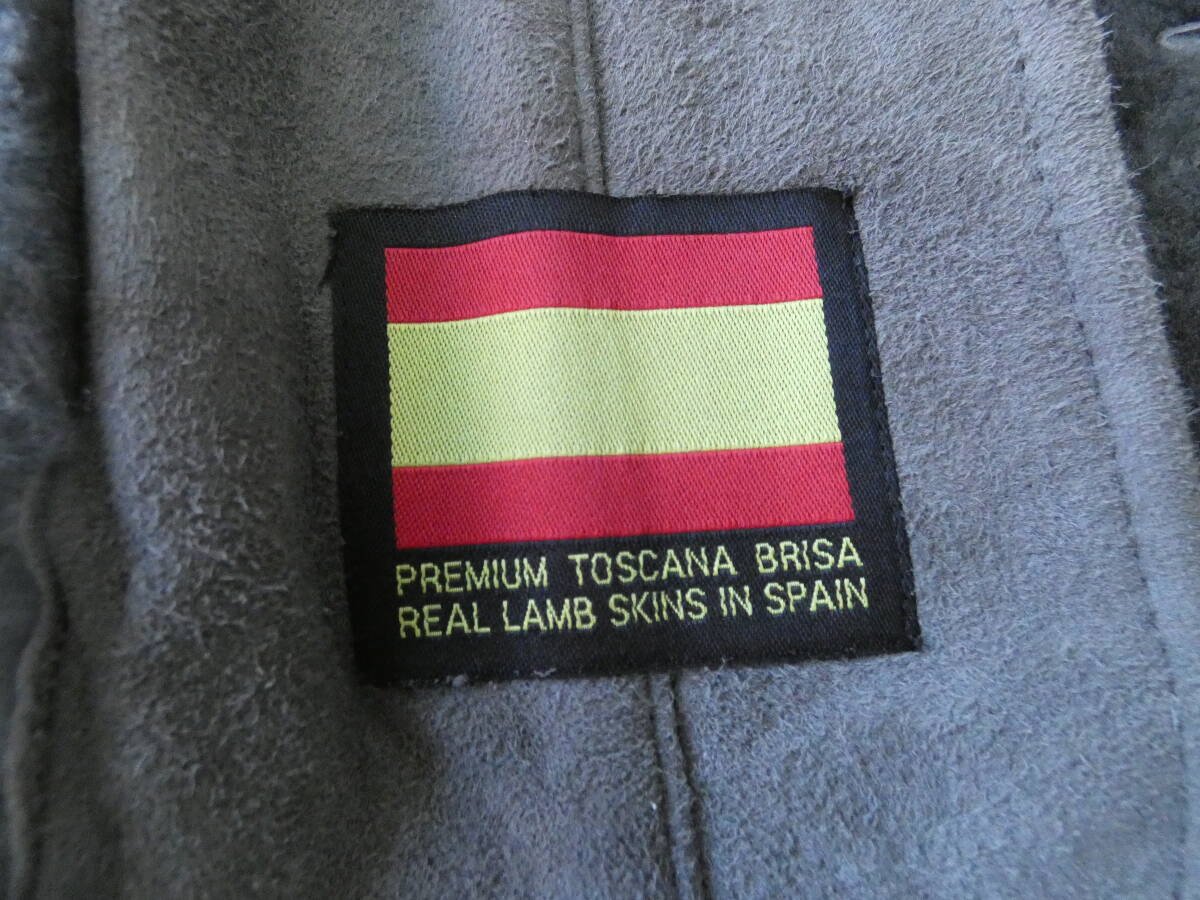 PREMIUM TOSCANA BRISA
REAL LAMB SKINS IN SPAIN